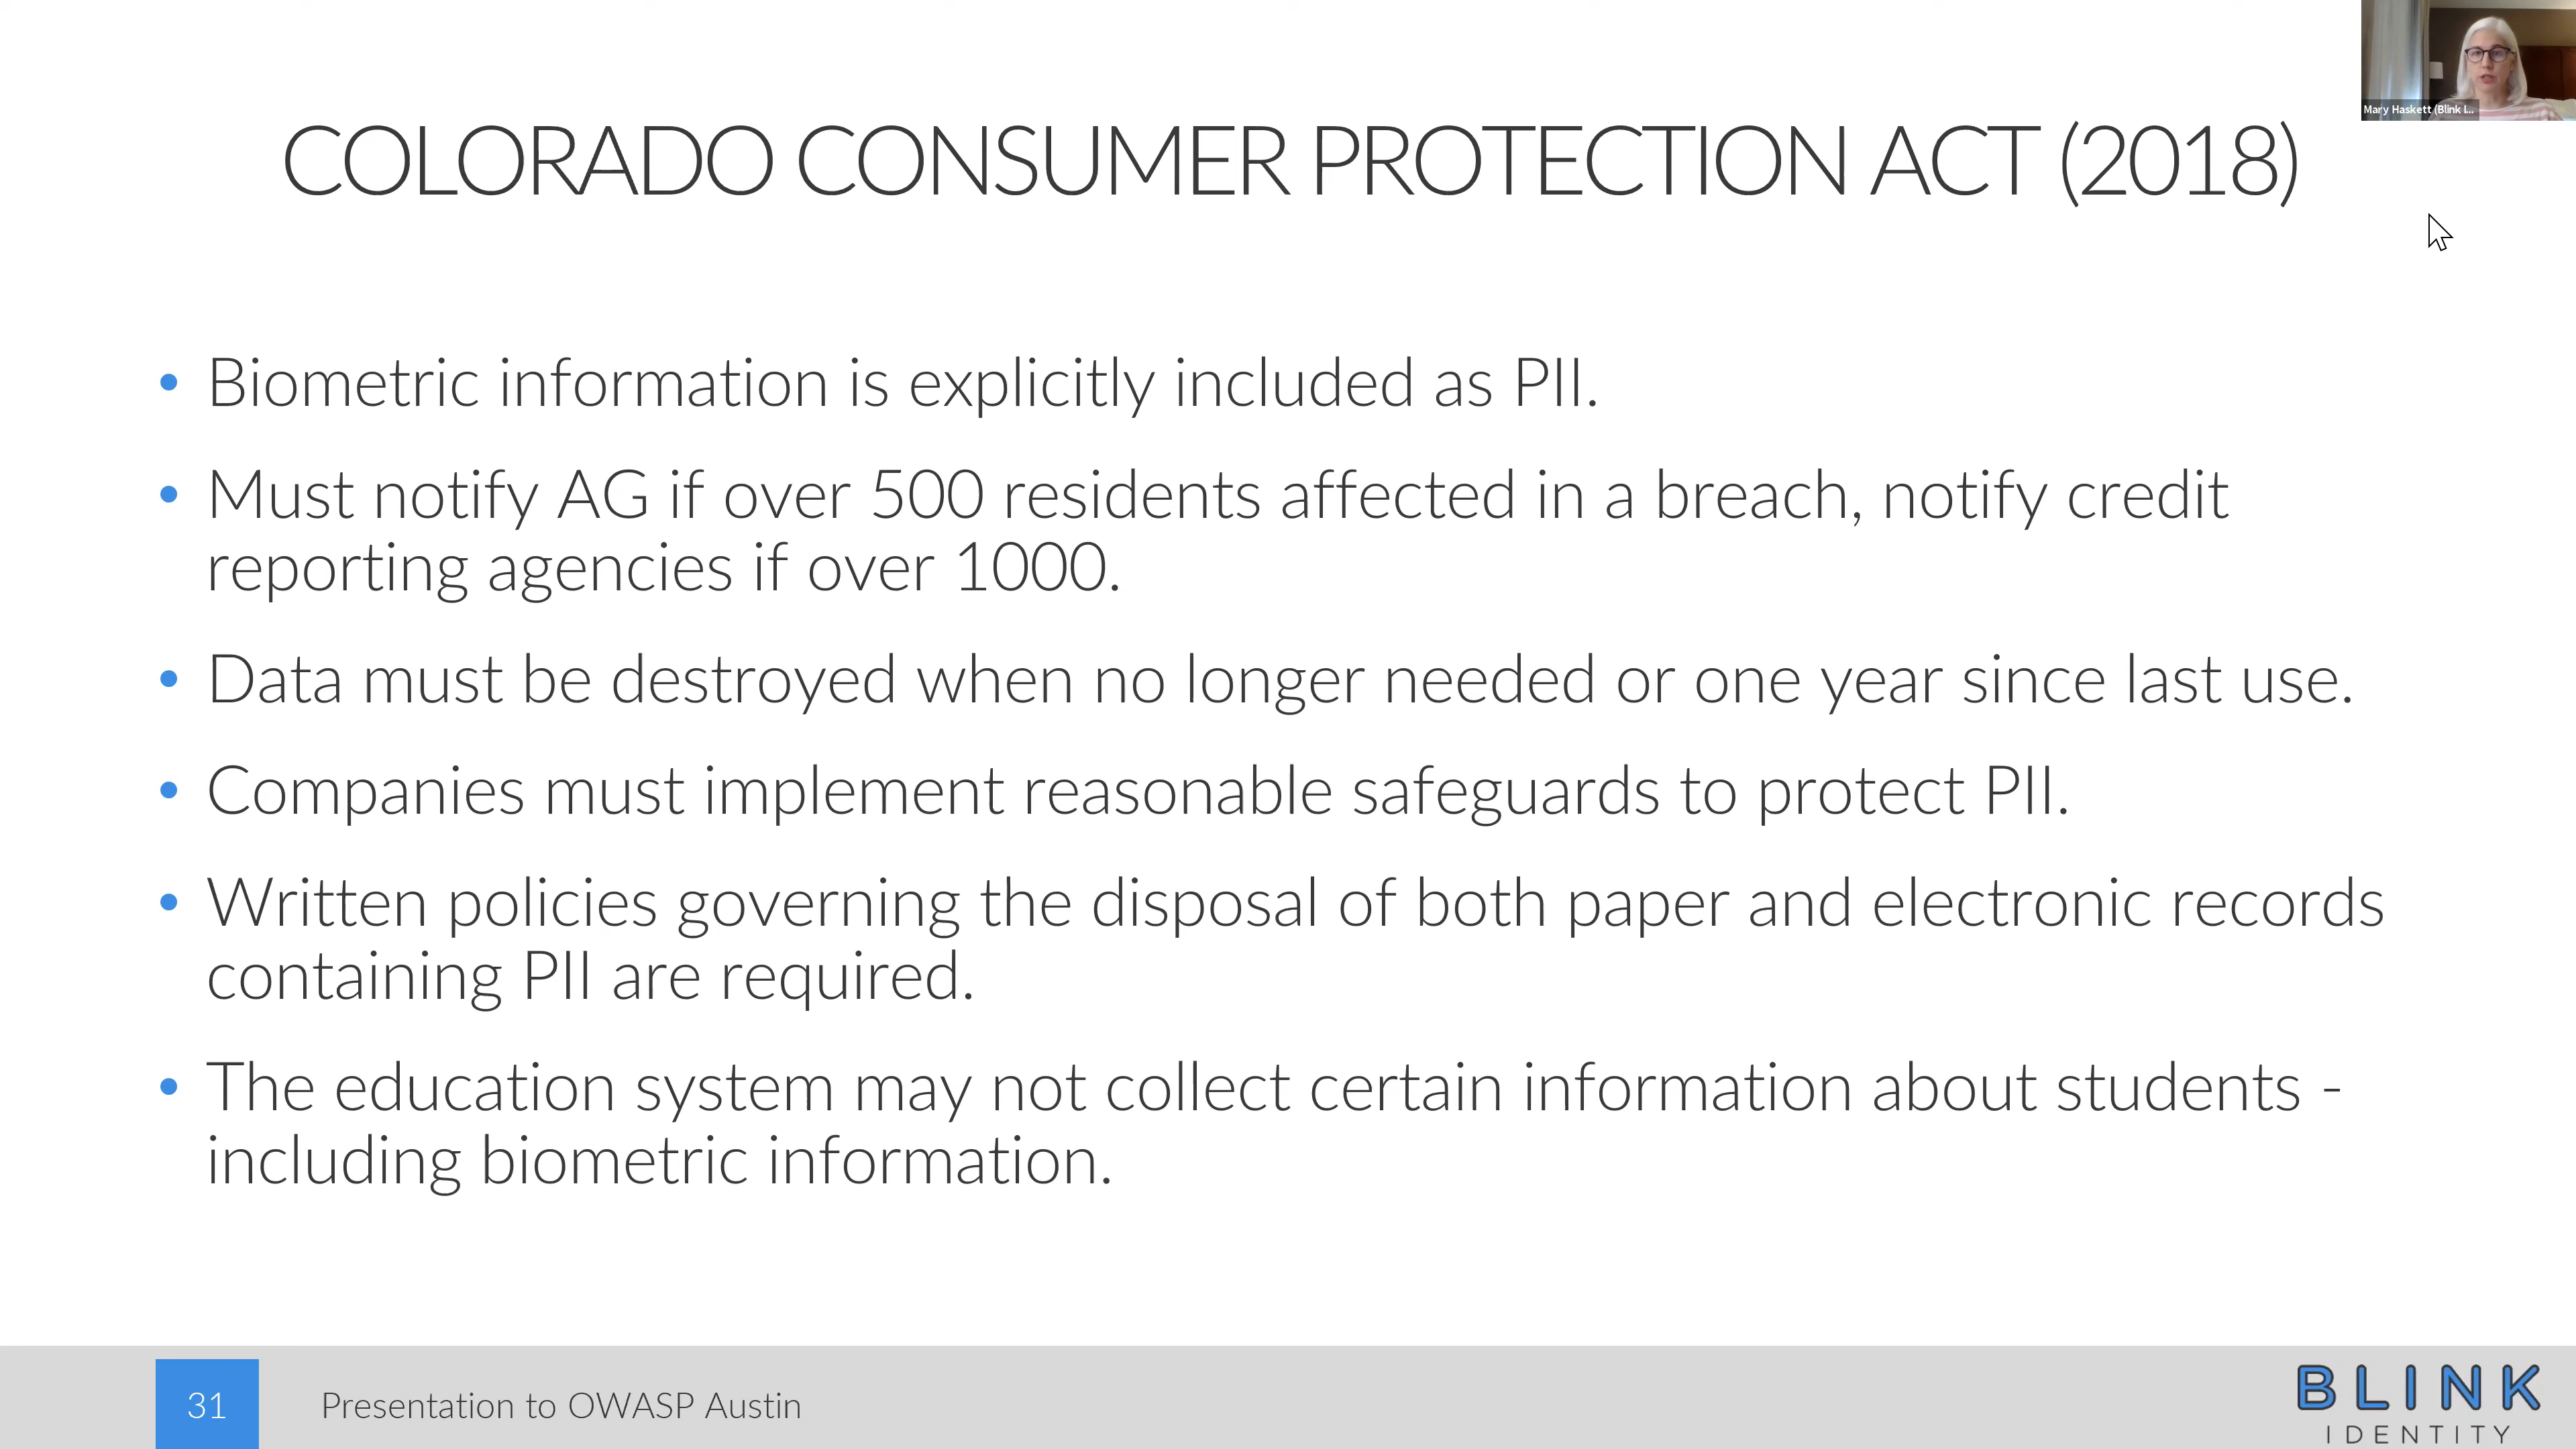 Mary Haskett (Blink I...
COLORADO CONSUMER PROTECTION ACT (2018)
• Biometric information is explicitly included as PII.
• Must notify AG if over 500 residents affected in a breach, notify credit
reporting agencies if over 1000.
• Data must be destroyed when no longer needed or one year since last use.
• Companies must implement reasonable safeguards to protect PII.
• Written policies governing the disposal of both paper and electronic records
containing PII are required.
• The education system may not collect certain information about students -
including biometric information.
31
Presentation to OWASP Austin
BLINK
IDENTITY